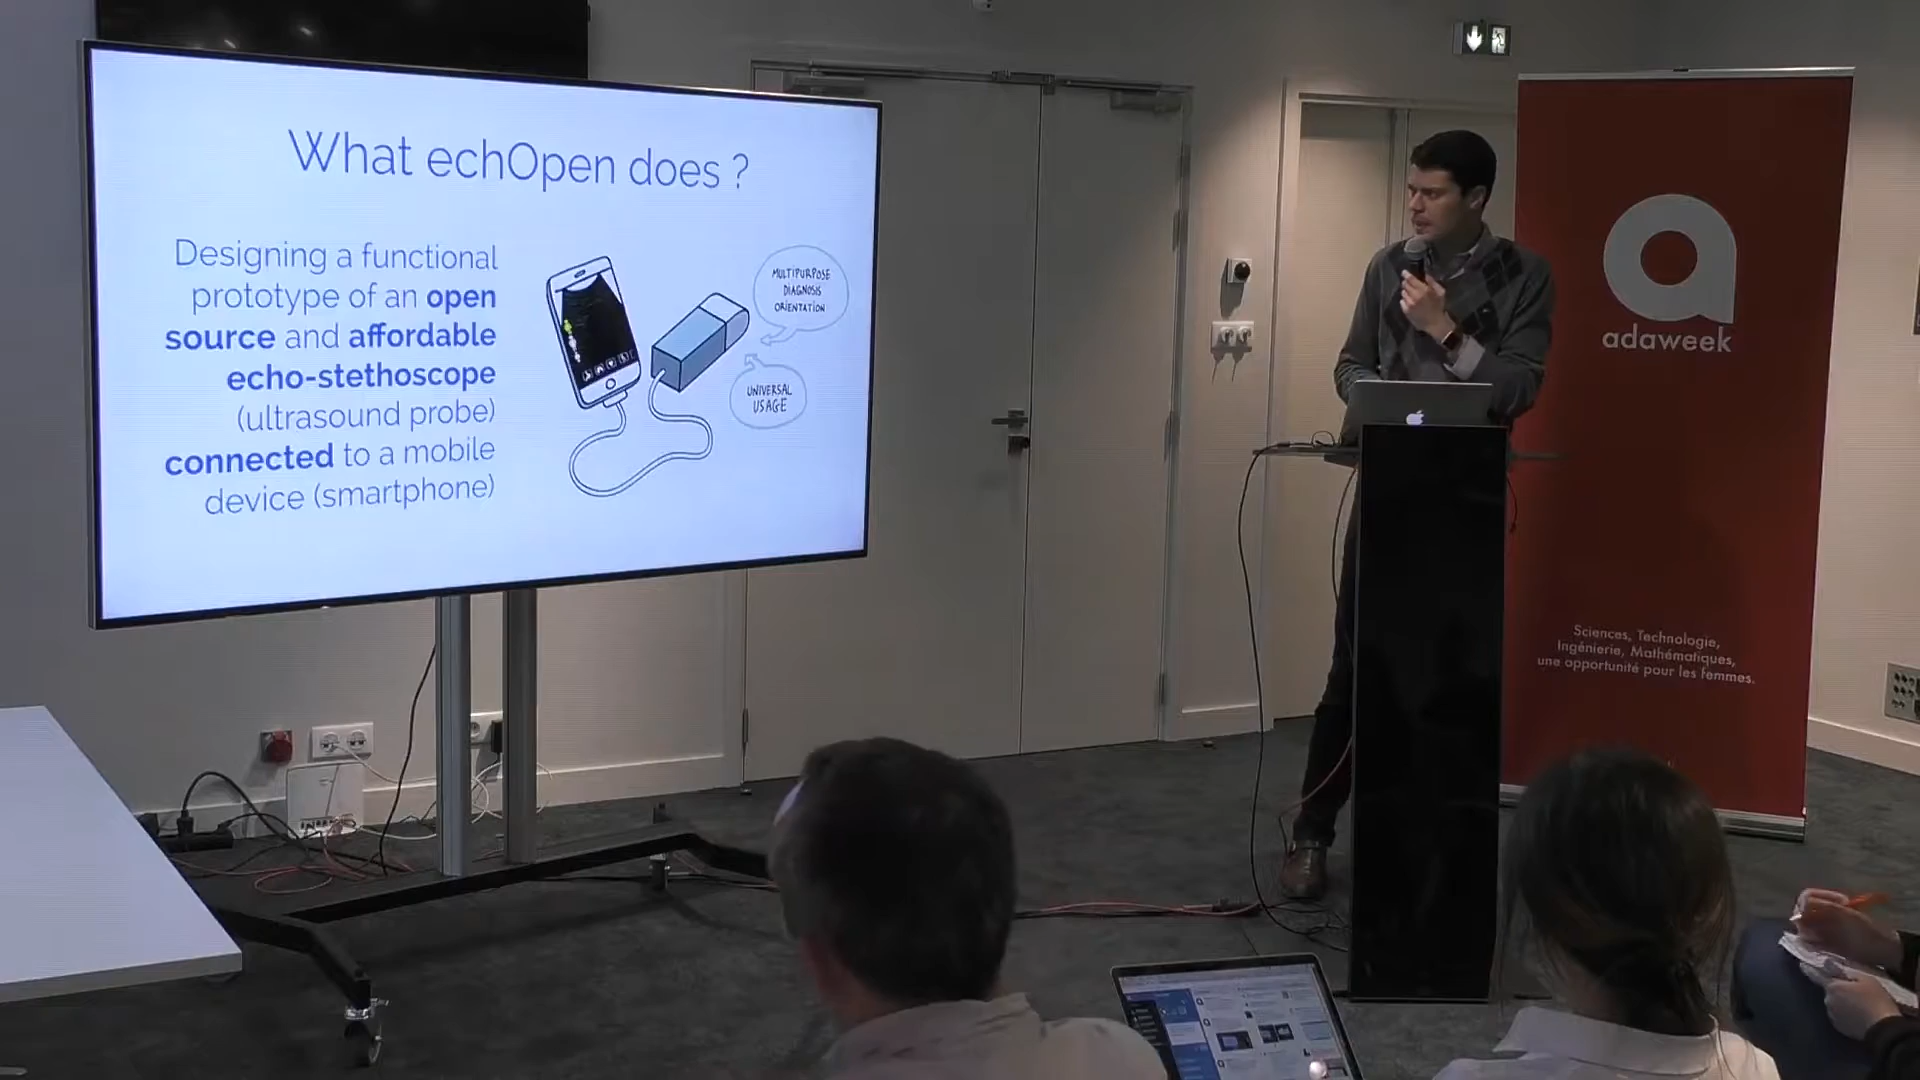 What echOpen does ?
Designing a functional
prototype of an open
source and affordable
echo-stethoscope
(ultrasound probe)
connected to a mobile
device (smartphone)
MULTIPURPOSE
DIAGNOSIS
ORIENTATION
UNIVERSAL
USAGE
adaweek
Sciences, Technologie,
Ingénierie, Mathématiques,
une opportunité pour les femmes.